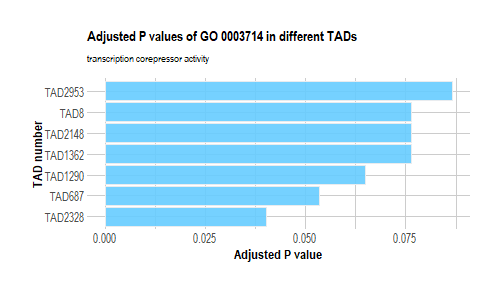 Adjusted P values of GO 0003714 in different TADs
transcription corepressor activity
TAD number
TAD2953
TAD8
TAD2148
TAD1362
TAD1290
TAD687
TAD2328
0.000 0.025 0.050 0.075
Adjusted P value